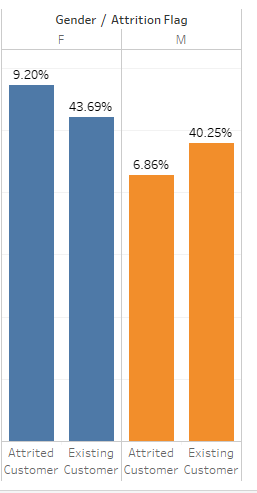 Gender / Attrition Flag
F M
9.20%
43.69%
6.86%
40.25%
Attrited Existing Attrited Existing
Customer Customer Customer Customer